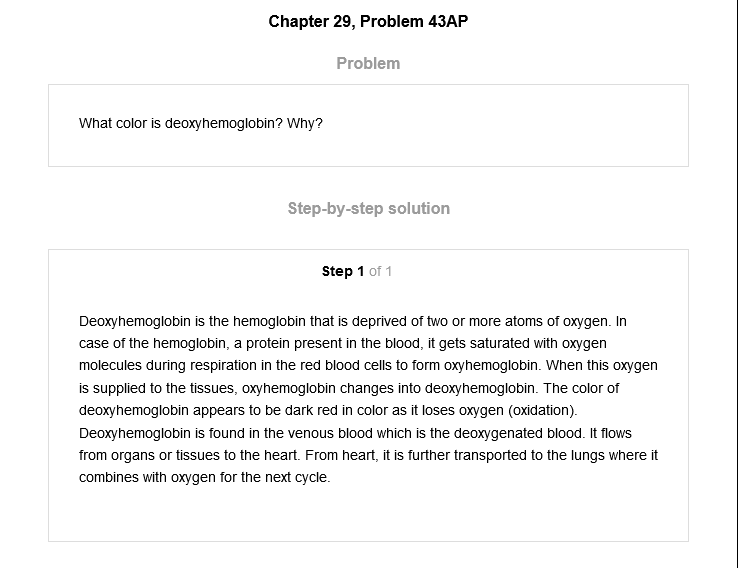 Chapter 29, Problem 43AP
Problem
What color is deoxyhemoglobin? Why?
Step-by-step solution
Step 1 of 1
Deoxyhemoglobin is the hemoglobin that is deprived of two or more atoms of oxygen. In
case of the hemoglobin, a protein present in the blood, it gets saturated with oxygen
molecules during respiration in the red blood cells to form oxyhemoglobin. When this oxygen
is supplied to the tissues, oxyhemoglobin changes into deoxyhemoglobin. The color of
deoxyhemoglobin appears to be dark red in color as it loses oxygen (oxidation).
Deoxyhemoglobin is found in the venous blood which is the deoxygenated blood. It flows
from organs or tissues to the heart. From heart, it is further transported to the lungs where it
combines with oxygen for the next cycle.